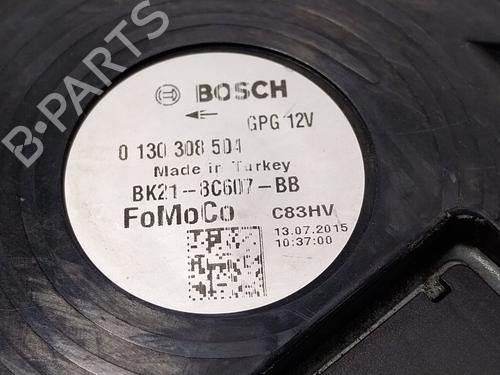 B-PARTS
BOSCH
GPG 12V
0 130 308 504
Made in Turkey
BK21-8C607-BB
FoMoCo C83HV
13.07.2015
10:37:00